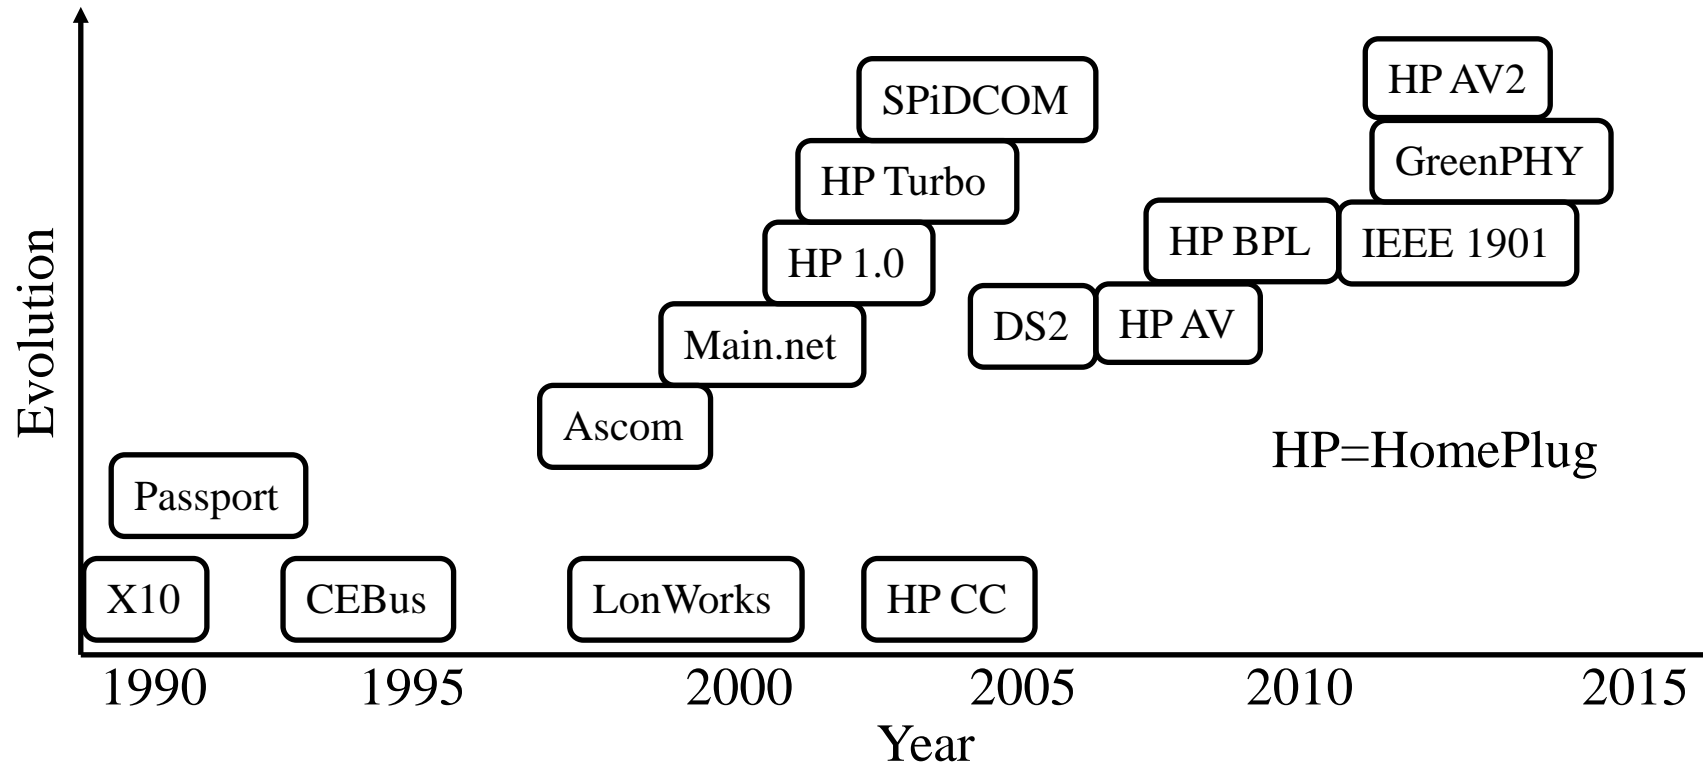 HP AV2
SPiDCOM
GreenPHY
HP Turbo
HP BPL
IEEE 1901
HP 1.0
DS2
HP AV
Main.net
Evolution
Ascom
HP=HomePlug
Passport
X10
CEBus
LonWorks
HP CC
1990
1995
2000
2005
2010
2015
Year